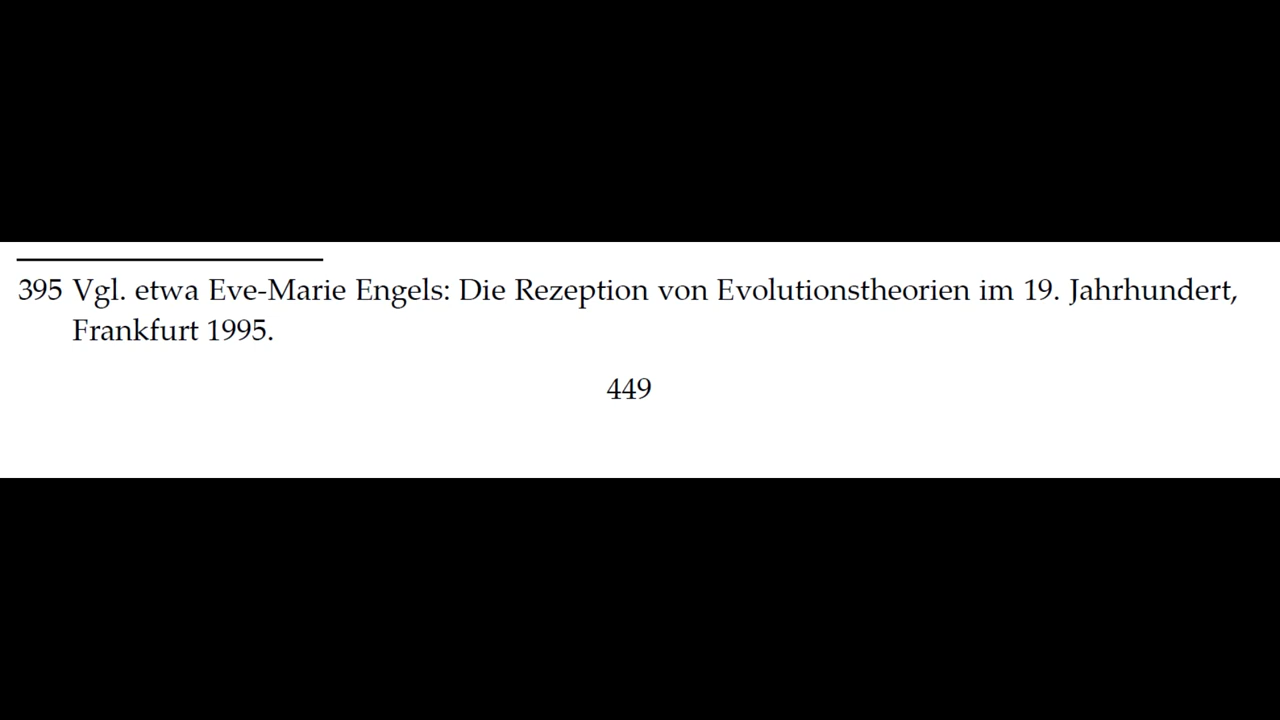 395 Vgl. etwa Eve-Marie Engels: Die Rezeption von Evolutionstheorien im 19. Jahrhundert,
Frankfurt 1995.
449